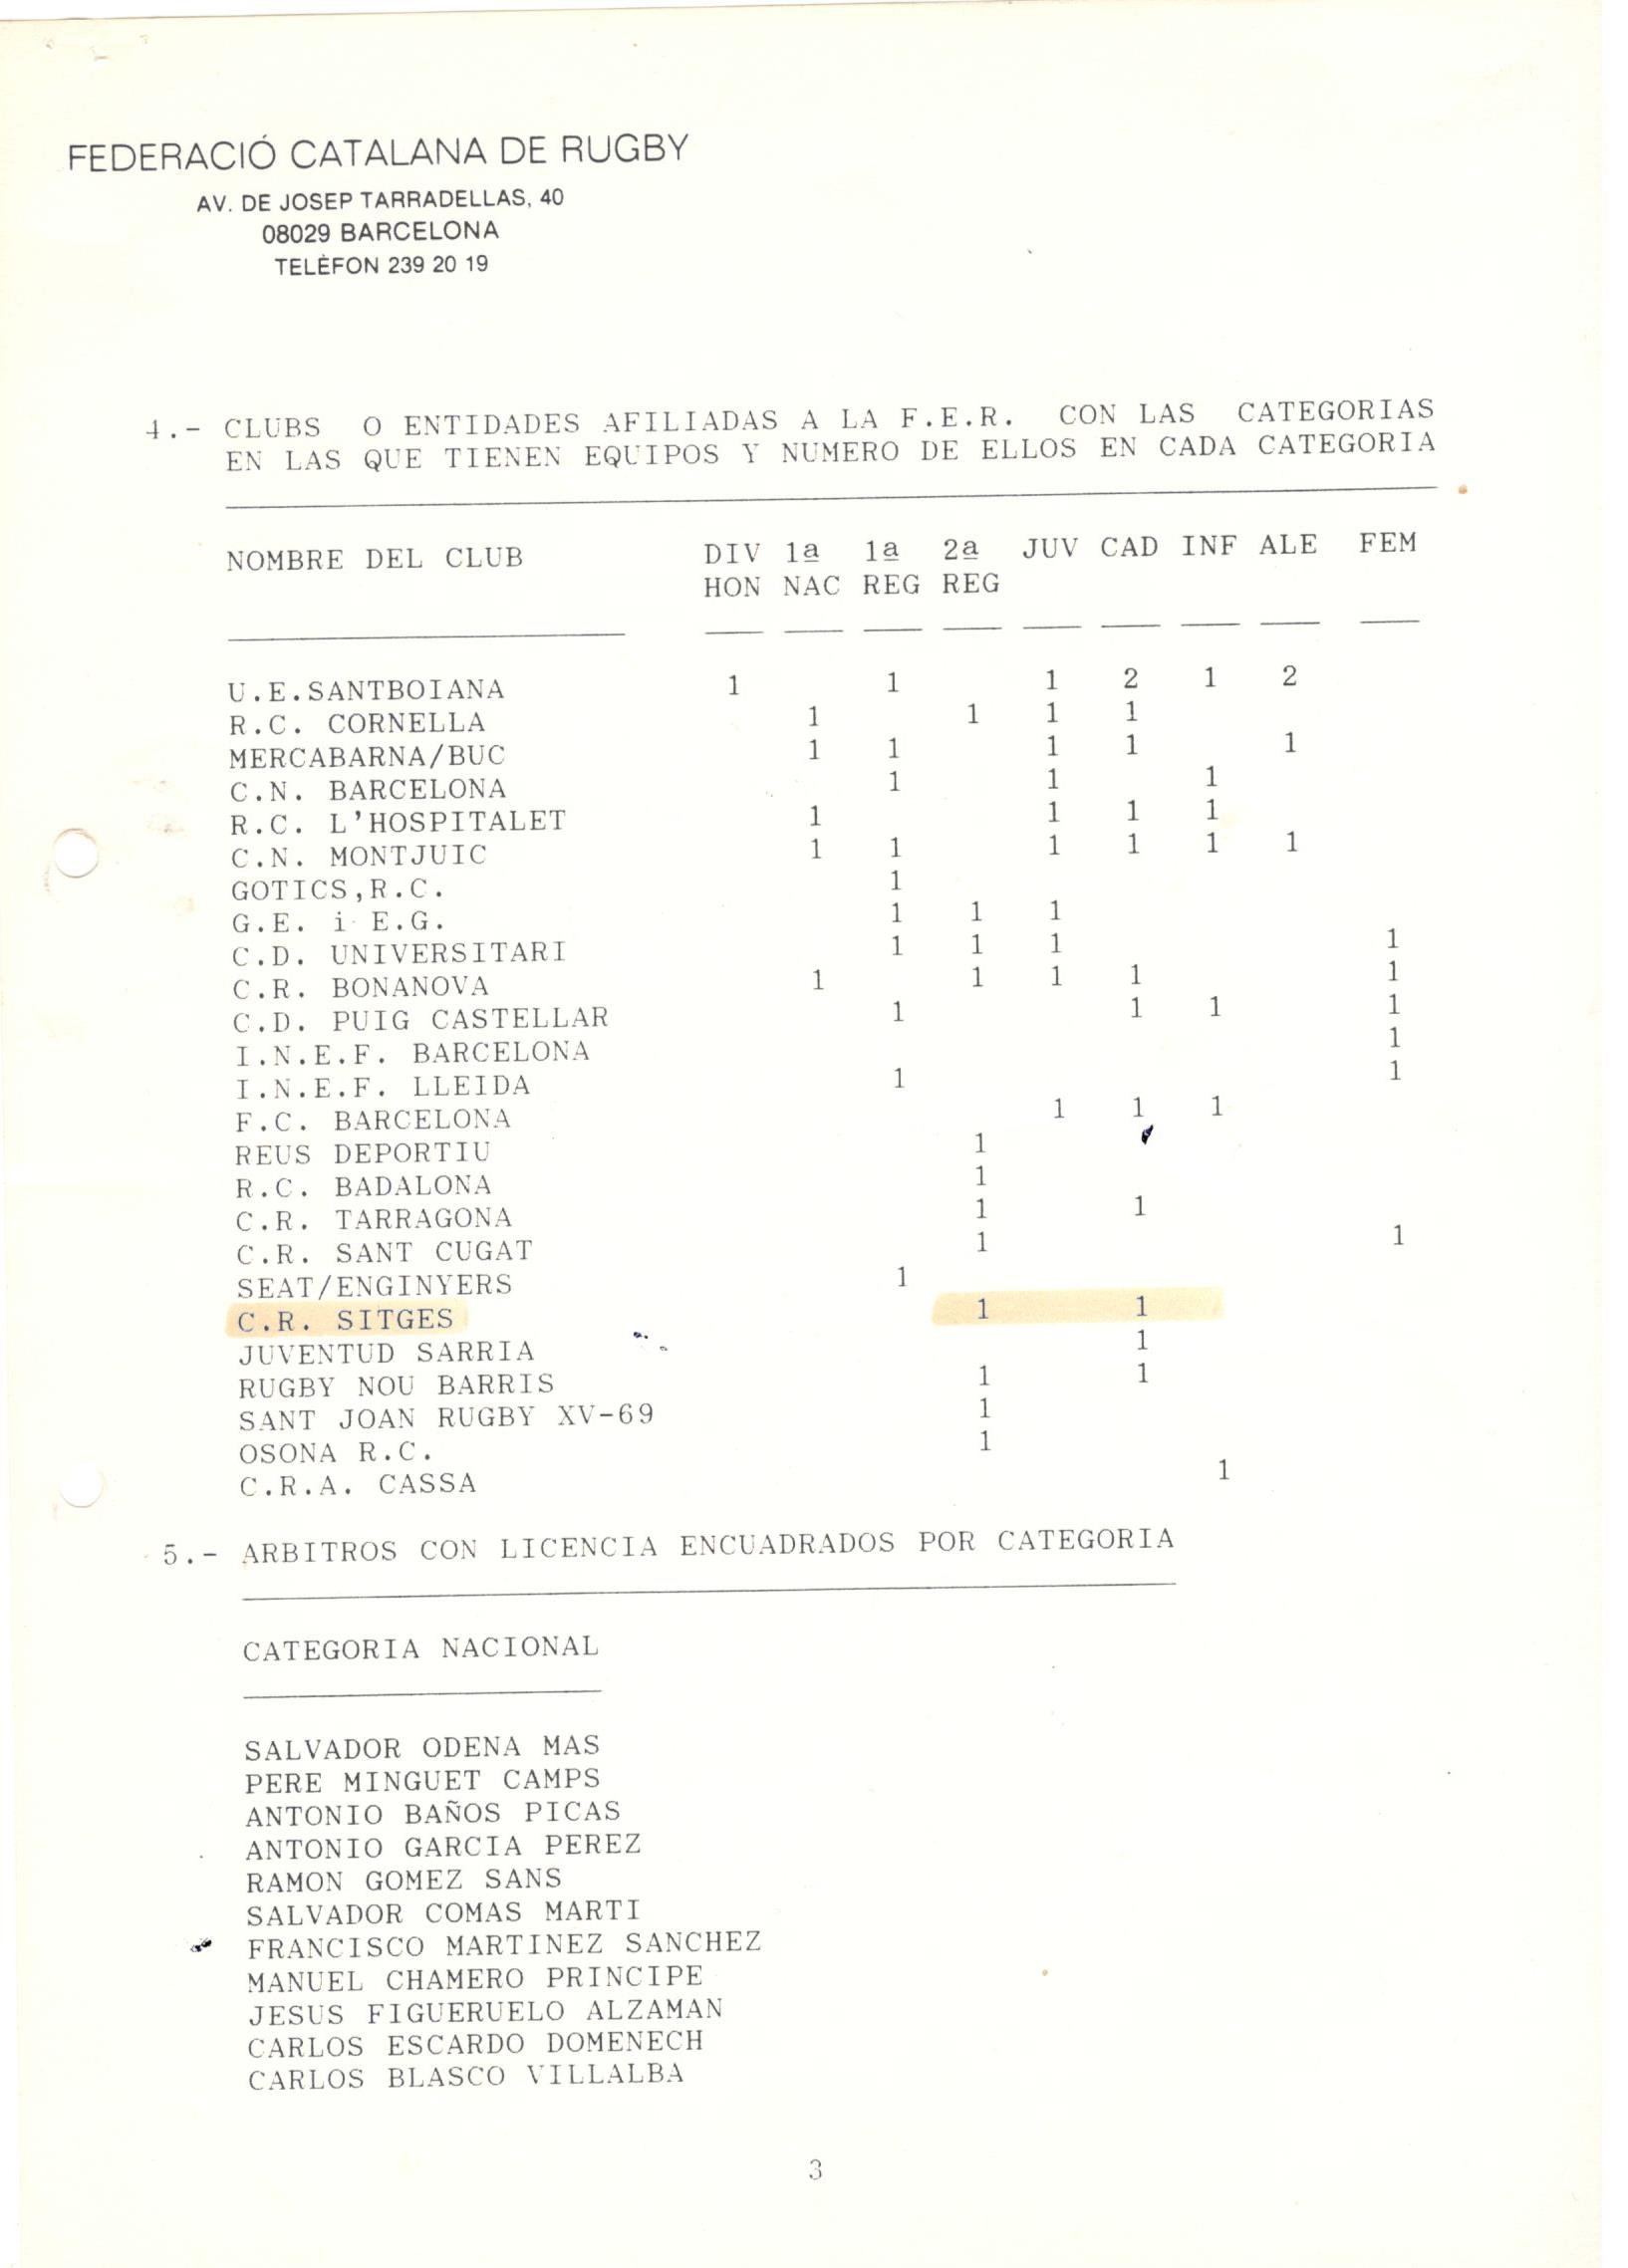 FEDERACIÓ CATALANA DE RUGBY
AV. DE JOSEP TARRADELLAS, 40
08029 BARCELONA
TELÈFON 239 20 19
4.- CLUBS O ENTIDADES AFILIADAS A LA F.E.R. CON LAS CATEGORIAS
EN LAS QUE TIENEN EQUIPOS Y NUMERO DE ELLOS EN CADA CATEGORIA
NOMBRE DEL CLUB DIV 1ª 1ª 2ª JUV CAD INF ALE FEM
HON NAC REG REG
U.E.SANTBOIANA 1 1 1 2 1 2
R.C. CORNELLA 1 1 1 1
MERCABARNA/BUC 1 1 1 1 1
C.N. BARCELONA 1 1 1
R.C. L'HOSPITALET 1 1 1 1
C.N. MONTJUIC 1 1 1 1 1 1
GOTICS,R.C. 1
G.E. i E.G. 1 1 1
C.D. UNIVERSITARI 1 1 1 1
C.R. BONANOVA 1 1 1 1 1
C.D. PUIG CASTELLAR 1 1 1 1
I.N.E.F. BARCELONA 1
I.N.E.F. LLEIDA 1 1
F.C. BARCELONA 1 1 1
REUS DEPORTIU 1
R.C. BADALONA 1
C.R. TARRAGONA 1 1
C.R. SANT CUGAT 1 1
SEAT/ENGINYERS 1
C.R. SITGES 1 1
JUVENTUD SARRIA 1
RUGBY NOU BARRIS 1 1
SANT JOAN RUGBY XV-69 1
OSONA R.C. 1
C.R.A. CASSA 1
5.- ARBITROS CON LICENCIA ENCUADRADOS POR CATEGORIA
CATEGORIA NACIONAL
SALVADOR ODENA MAS
PERE MINGUET CAMPS
ANTONIO BAÑOS PICAS
ANTONIO GARCIA PEREZ
RAMON GOMEZ SANS
SALVADOR COMAS MARTI
FRANCISCO MARTINEZ SANCHEZ
MANUEL CHAMERO PRINCIPE
JESUS FIGUERUELO ALZAMAN
CARLOS ESCARDO DOMENECH
CARLOS BLASCO VILLALBA
3